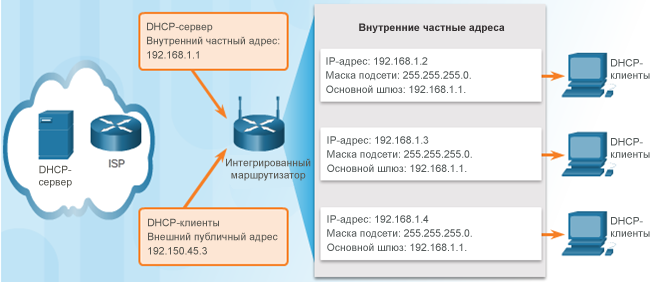 DHCP-сервер
Внутренний частный адрес:
192.168.1.1
DHCP-
сервер
ISP
Интегрированный
маршрутизатор
DHCP-клиенты
Внешний публичный адрес
192.150.45.3
Внутренние частные адреса
IP-адрес: 192.168.1.2
Маска подсети: 255.255.255.0.
Основной шлюз: 192.168.1.1.
DHCP-
клиенты
IP-адрес: 192.168.1.3
Маска подсети: 255.255.255.0.
Основной шлюз: 192.168.1.1.
DHCP-
клиенты
IP-адрес: 192.168.1.4
Маска подсети: 255.255.255.0.
Основной шлюз: 192.168.1.1.
DHCP-
клиенты